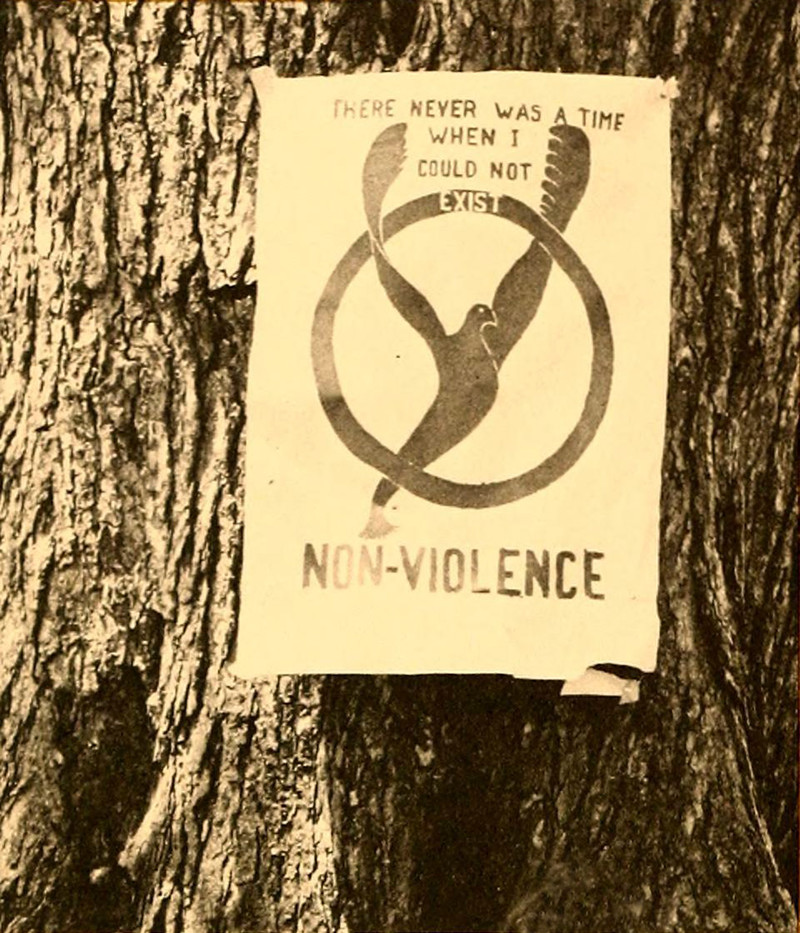 THERE NEVER WAS A TIME
WHEN I
COULD NOT
EXIST
NON-VIOLENCE